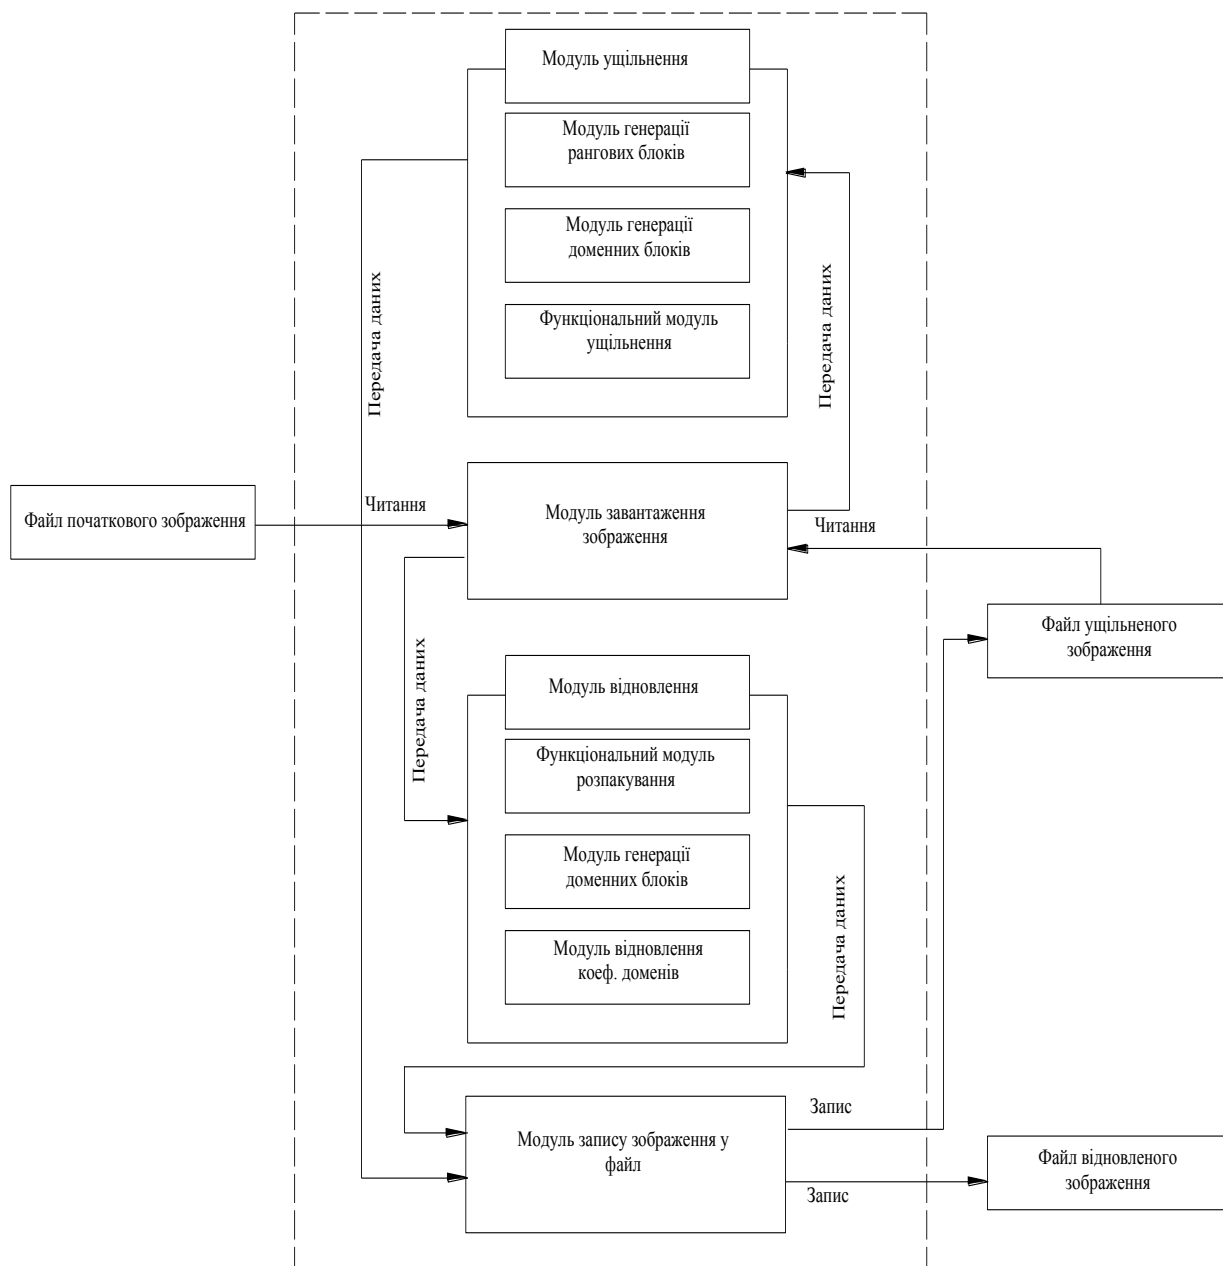 Модуль ущільнення
Модуль генерації
рангових блоків
Модуль генерації
доменних блоків
Функціональний модуль
ущільнення
Передача даних
Передача даних
Файл початкового зображення
Читання
Модуль завантаження
зображення
Читання
Файл ущільненого
зображення
Передача даних
Модуль відновлення
Функціональний модуль
розпакування
Модуль генерації
доменних блоків
Модуль відновлення
коеф. доменів
Передача даних
Модуль запису зображення у
файл
Запис
Запис
Файл відновленого
зображення